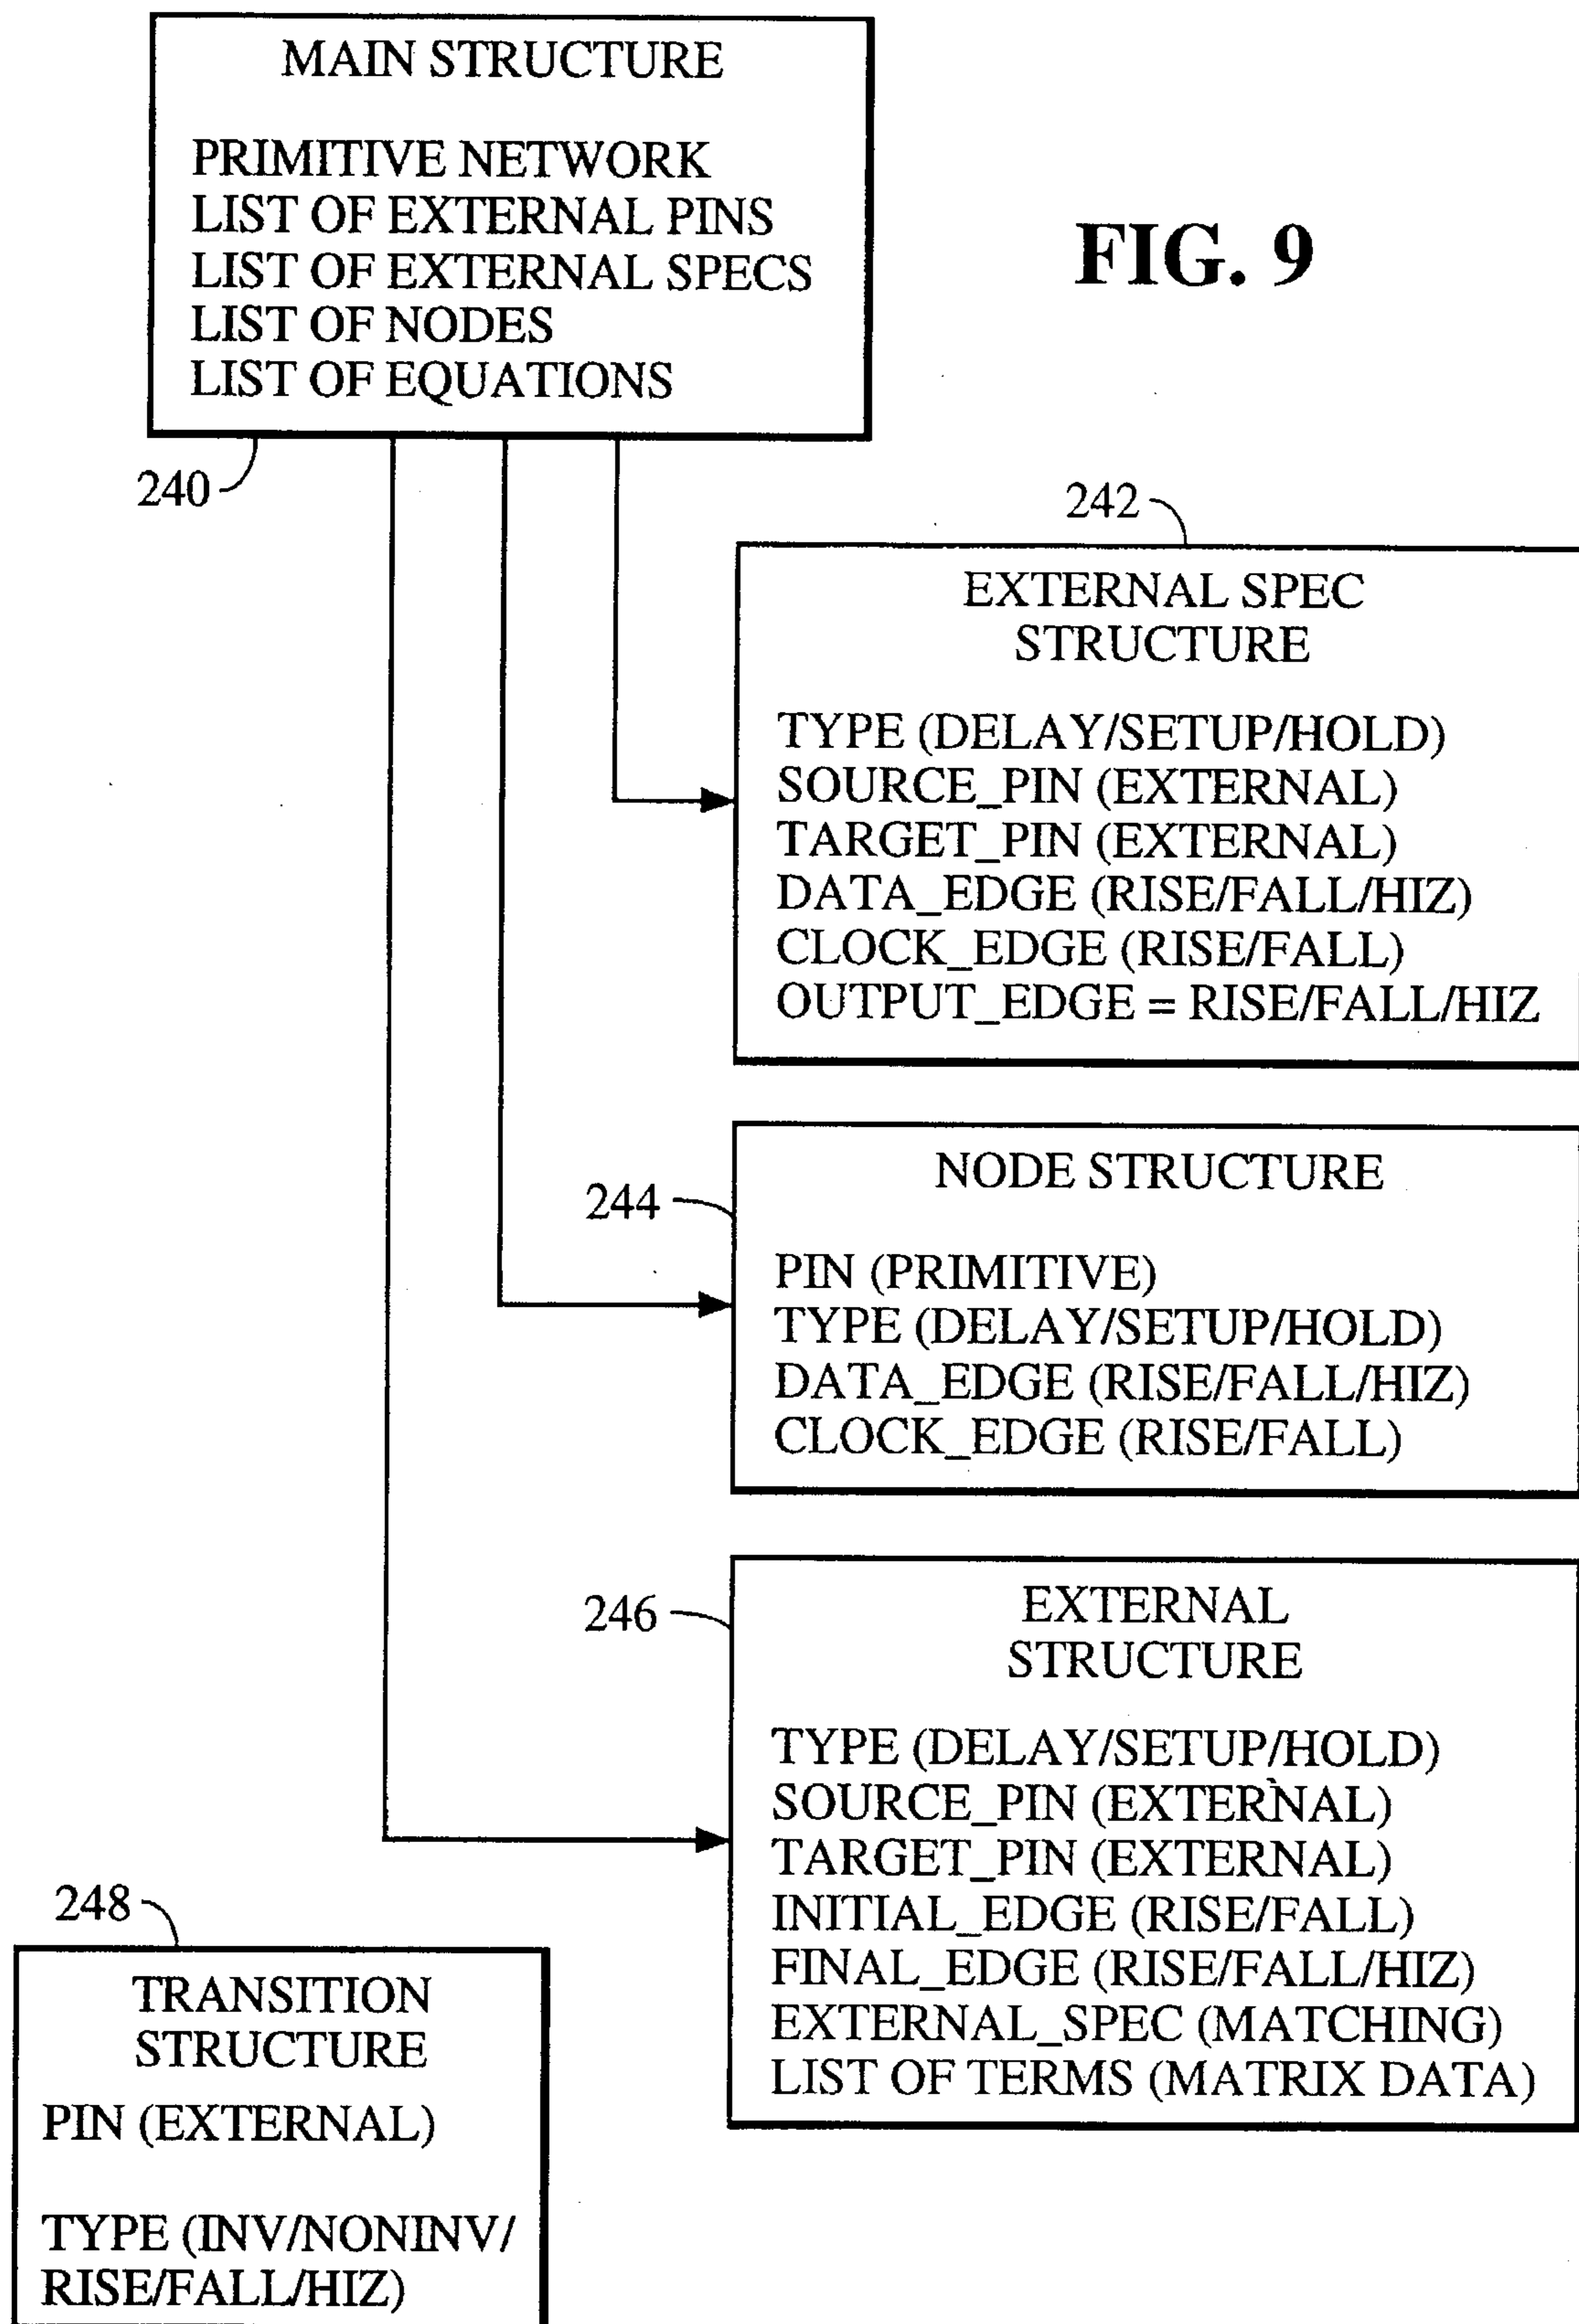 MAIN STRUCTURE
PRIMITIVE NETWORK
LIST OF EXTERNAL PINS
LIST OF EXTERNAL SPECS
LIST OF NODES
LIST OF EQUATIONS
FIG. 9
240
242
EXTERNAL SPEC
STRUCTURE
TYPE (DELAY/SETUP/HOLD)
SOURCE_PIN (EXTERNAL)
TARGET_PIN (EXTERNAL)
DATA_EDGE (RISE/FALL/HIZ)
CLOCK_EDGE (RISE/FALL)
OUTPUT_EDGE = RISE/FALL/HIZ
244
NODE STRUCTURE
PIN (PRIMITIVE)
TYPE (DELAY/SETUP/HOLD)
DATA_EDGE (RISE/FALL/HIZ)
CLOCK_EDGE (RISE/FALL)
246
EXTERNAL
STRUCTURE
TYPE (DELAY/SETUP/HOLD)
SOURCE_PIN (EXTERNAL)
TARGET_PIN (EXTERNAL)
INITIAL_EDGE (RISE/FALL)
FINAL_EDGE (RISE/FALL/HIZ)
EXTERNAL_SPEC (MATCHING)
LIST OF TERMS (MATRIX DATA)
248
TRANSITION
STRUCTURE
PIN (EXTERNAL)
TYPE (INV/NONINV/
RISE/FALL/HIZ)